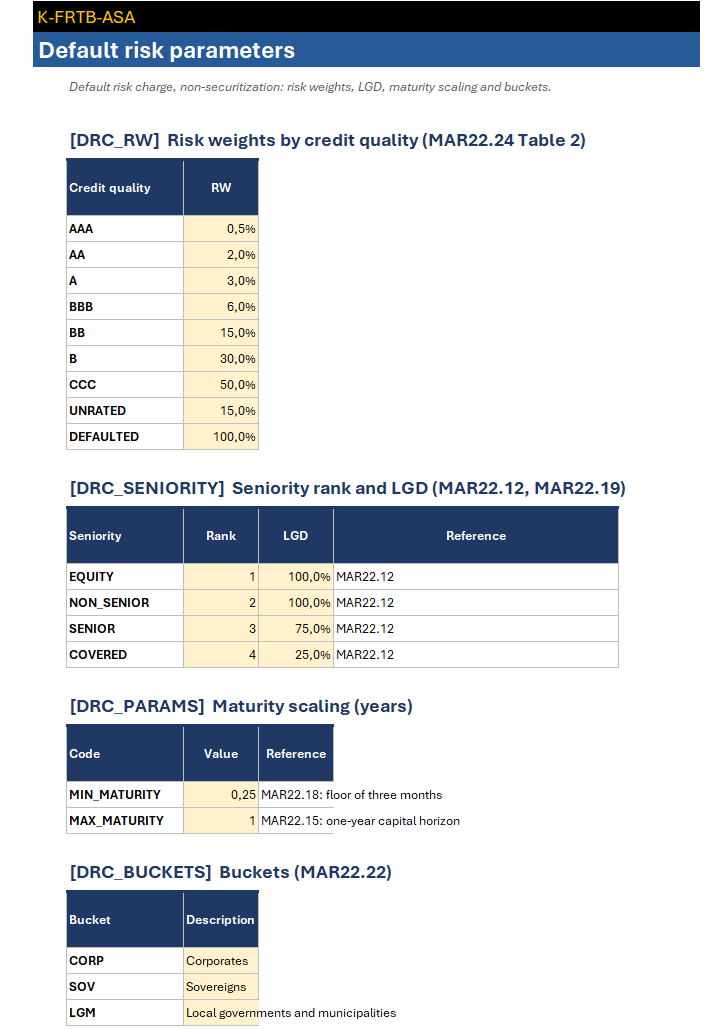 K-FRTB-ASA
Default risk parameters
Default risk charge, non-securitization: risk weights, LGD, maturity scaling and buckets.
[DRC_RW] Risk weights by credit quality (MAR22.24 Table 2)
Credit quality RW
AAA 0,5%
AA 2,0%
A 3,0%
BBB 6,0%
BB 15,0%
B 30,0%
CCC 50,0%
UNRATED 15,0%
DEFAULTED 100,0%
[DRC_SENIORITY] Seniority rank and LGD (MAR22.12, MAR22.19)
Seniority Rank LGD Reference
EQUITY 1 100,0% MAR22.12
NON_SENIOR 2 100,0% MAR22.12
SENIOR 3 75,0% MAR22.12
COVERED 4 25,0% MAR22.12
[DRC_PARAMS] Maturity scaling (years)
Code Value Reference
MIN_MATURITY 0,25 MAR22.18: floor of three months
MAX_MATURITY 1 MAR22.15: one-year capital horizon
[DRC_BUCKETS] Buckets (MAR22.22)
Bucket Description
CORP Corporates
SOV Sovereigns
LGM Local governments and municipalities